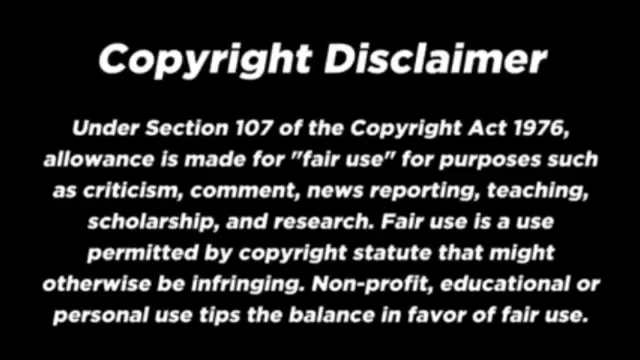 Copyright Disclaimer
Under Section 107 of the Copyright Act 1976,
allowance is made for "fair use" for purposes such
as criticism, comment, news reporting, teaching,
scholarship, and research. Fair use is a use
permitted by copyright statute that might
otherwise be infringing. Non-profit, educational or
personal use tips the balance in favor of fair use.